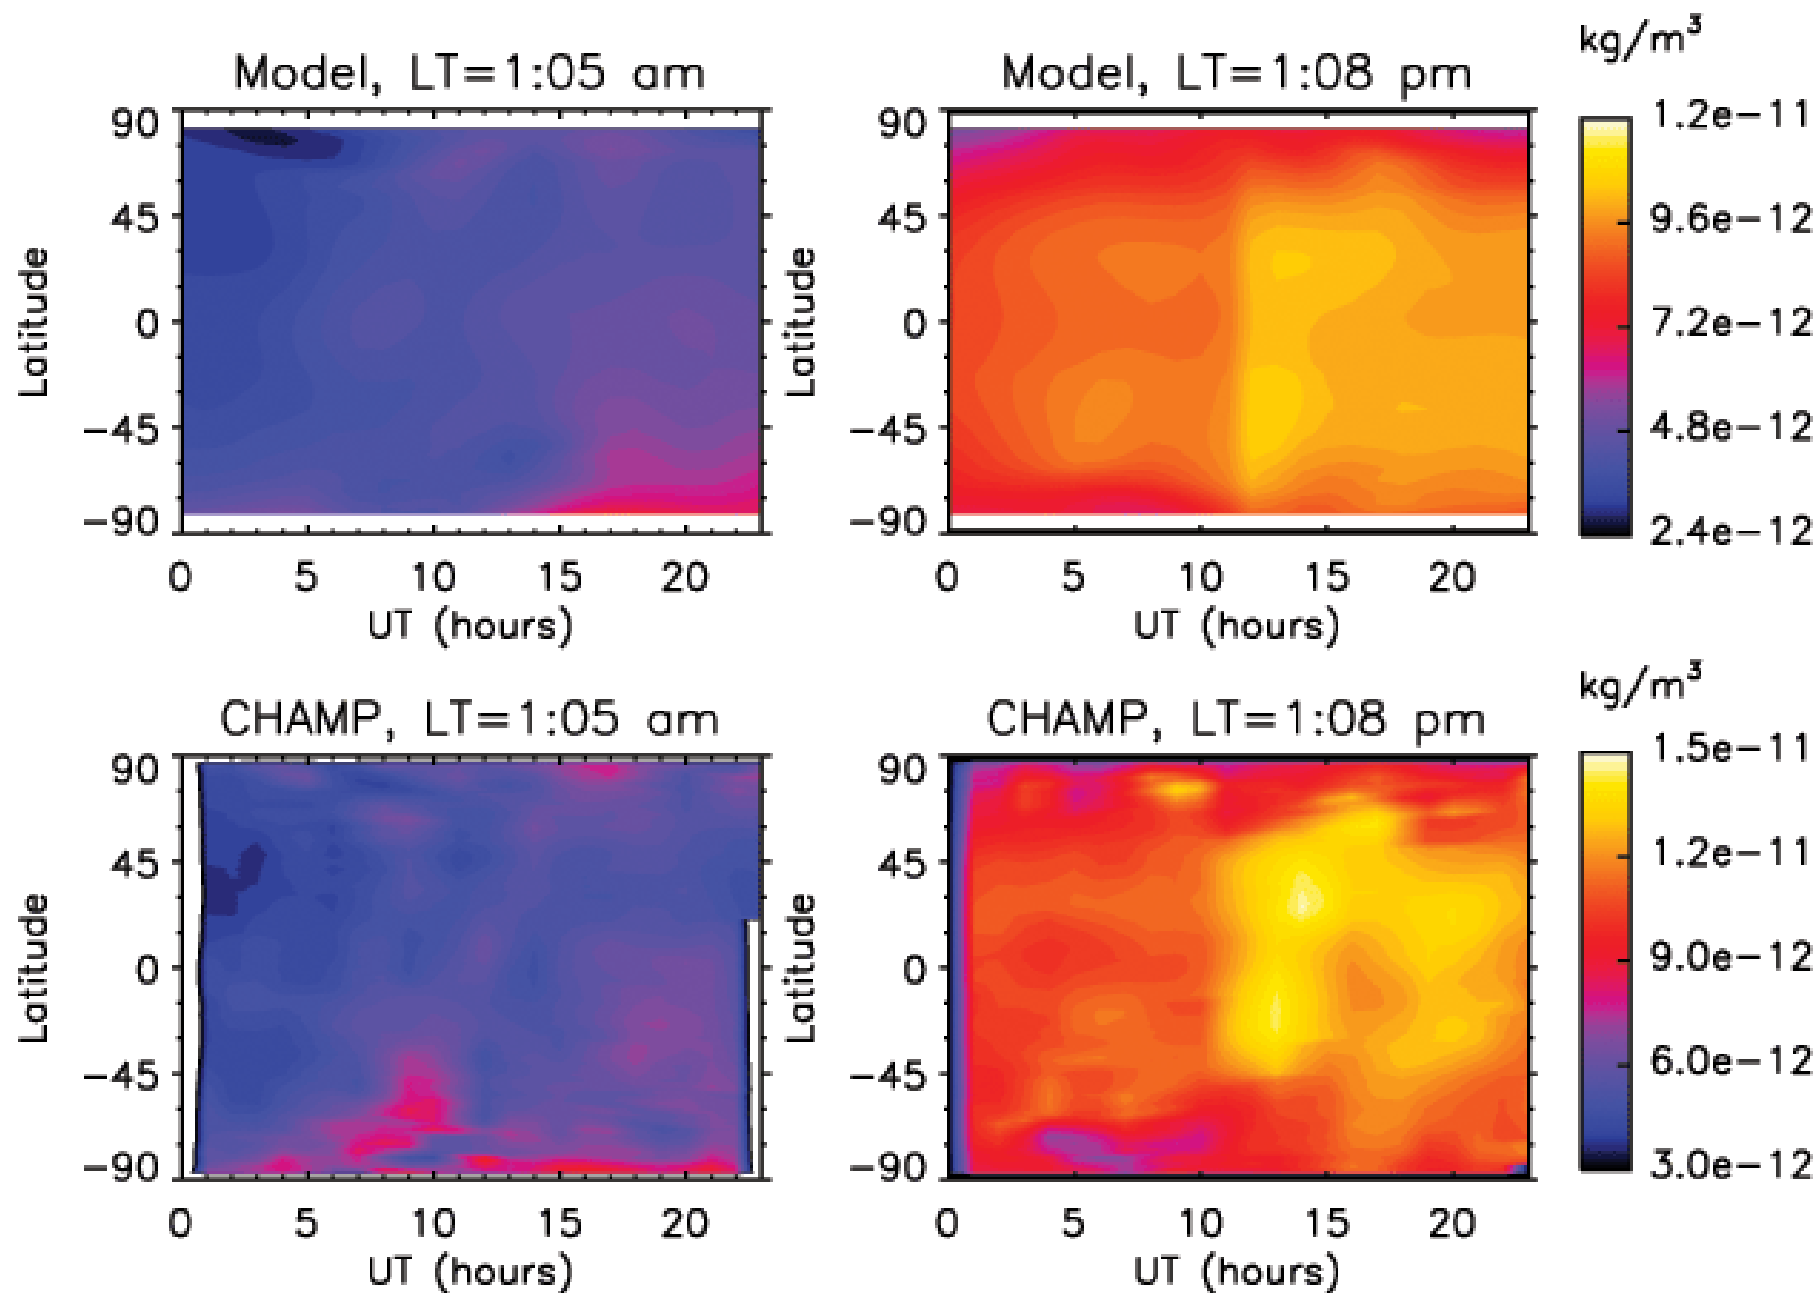 kg/m³
Model, LT=1:05 am
Model, LT=1:08 pm
90
45
0
−45
−90
Latitude
0 5 10 15 20
UT (hours)
90
45
0
−45
−90
Latitude
0 5 10 15 20
UT (hours)
1.2e−11
9.6e−12
7.2e−12
4.8e−12
2.4e−12
kg/m³
CHAMP, LT=1:05 am
CHAMP, LT=1:08 pm
90
45
0
−45
−90
Latitude
0 5 10 15 20
UT (hours)
90
45
0
−45
−90
Latitude
0 5 10 15 20
UT (hours)
1.5e−11
1.2e−11
9.0e−12
6.0e−12
3.0e−12